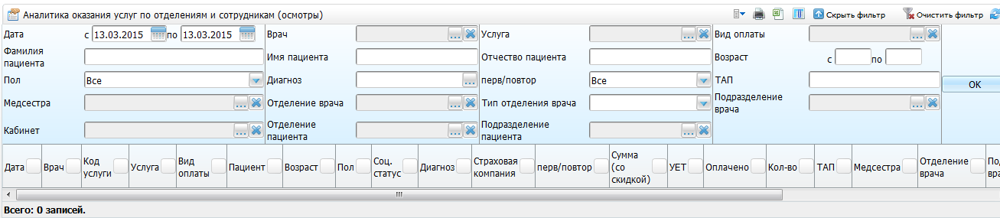 Аналитика оказания услуг по отделениям и сотрудникам (осмотры) Скрыть фильтр Очистить фильтр
Дата с 13.03.2015 по 13.03.2015 Врач ... Услуга ... Вид оплаты ...
Фамилия пациента Имя пациента Отчество пациента Возраст с по
Пол Все Диагноз ... перв/повтор Все ТАП OK
Медсестра ... Отделение врача ... Тип отделения врача Подразделение врача ...
Кабинет ... Отделение пациента ... Подразделение пациента ...
Дата Врач Код услуги Услуга Вид оплаты Пациент Возраст Пол Соц. статус Диагноз Страховая компания перв/повтор Сумма (со скидкой) УЕТ Оплачено Кол-во ТАП Медсестра Отделение врача
Всего: 0 записей.